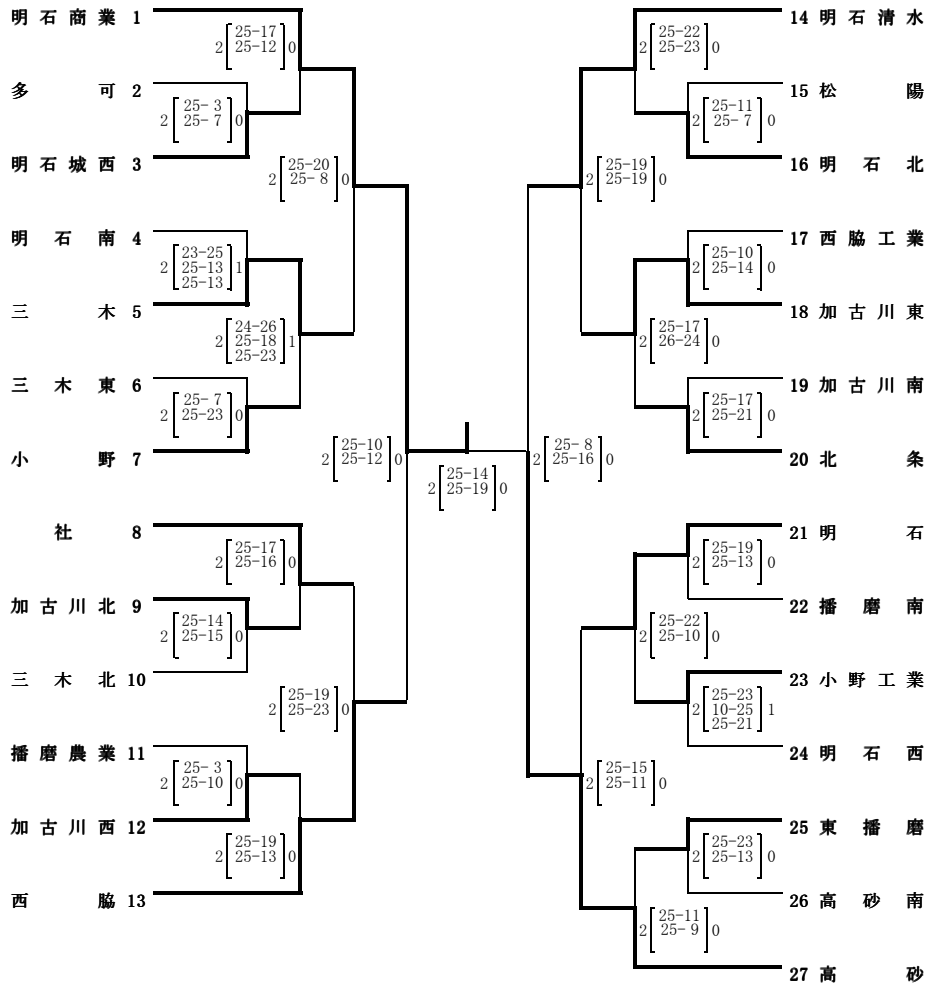 明石商業 1
2 25-17 0
25-12
多可 2
2 25- 3 0
25- 7
明石城西 3
2 25-20 0
25- 8
明石南 4
23-25
2 25-13 1
25-13
三木 5
24-26
2 25-18 1
25-23
三木東 6
2 25- 7 0
25-23
小野 7
2 25-10 0
25-12
2 25-14 0
25-19
社 8
2 25-17 0
25-16
加古川北 9
2 25-14 0
25-15
三木北 10
2 25-19 0
25-23
播磨農業 11
2 25- 3 0
25-10
加古川西 12
2 25-19 0
25-13
西脇 13
14 明石清水
2 25-22 0
25-23
15 松陽
2 25-11 0
25- 7
16 明石北
2 25-19 0
25-19
17 西脇工業
2 25-10 0
25-14
18 加古川東
2 25-17 0
26-24
19 加古川南
2 25-17 0
25-21
20 北条
2 25- 8 0
25-16
21 明石
2 25-19 0
25-13
22 播磨南
2 25-22 0
25-10
23 小野工業
25-23
2 10-25 1
25-21
24 明石西
2 25-15 0
25-11
25 東播磨
2 25-23 0
25-13
26 高砂南
2 25-11 0
25- 9
27 高砂